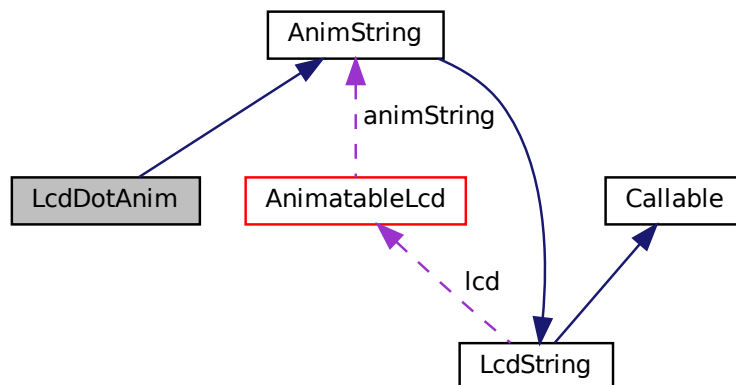 AnimString
animString
LcdDotAnim
AnimatableLcd
Callable
lcd
LcdString